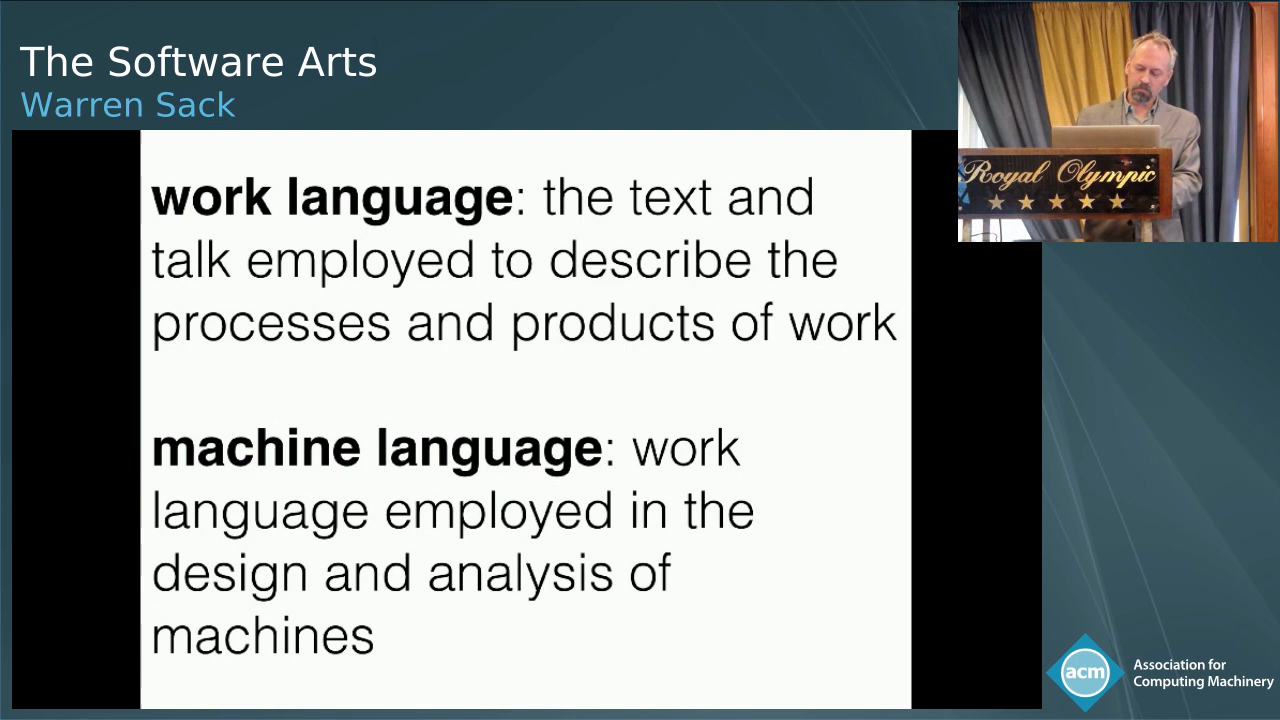 The Software Arts
Warren Sack
work language: the text and
talk employed to describe the
processes and products of work
machine language: work
language employed in the
design and analysis of
machines
Royal Olympic
acm
Association for
Computing Machinery